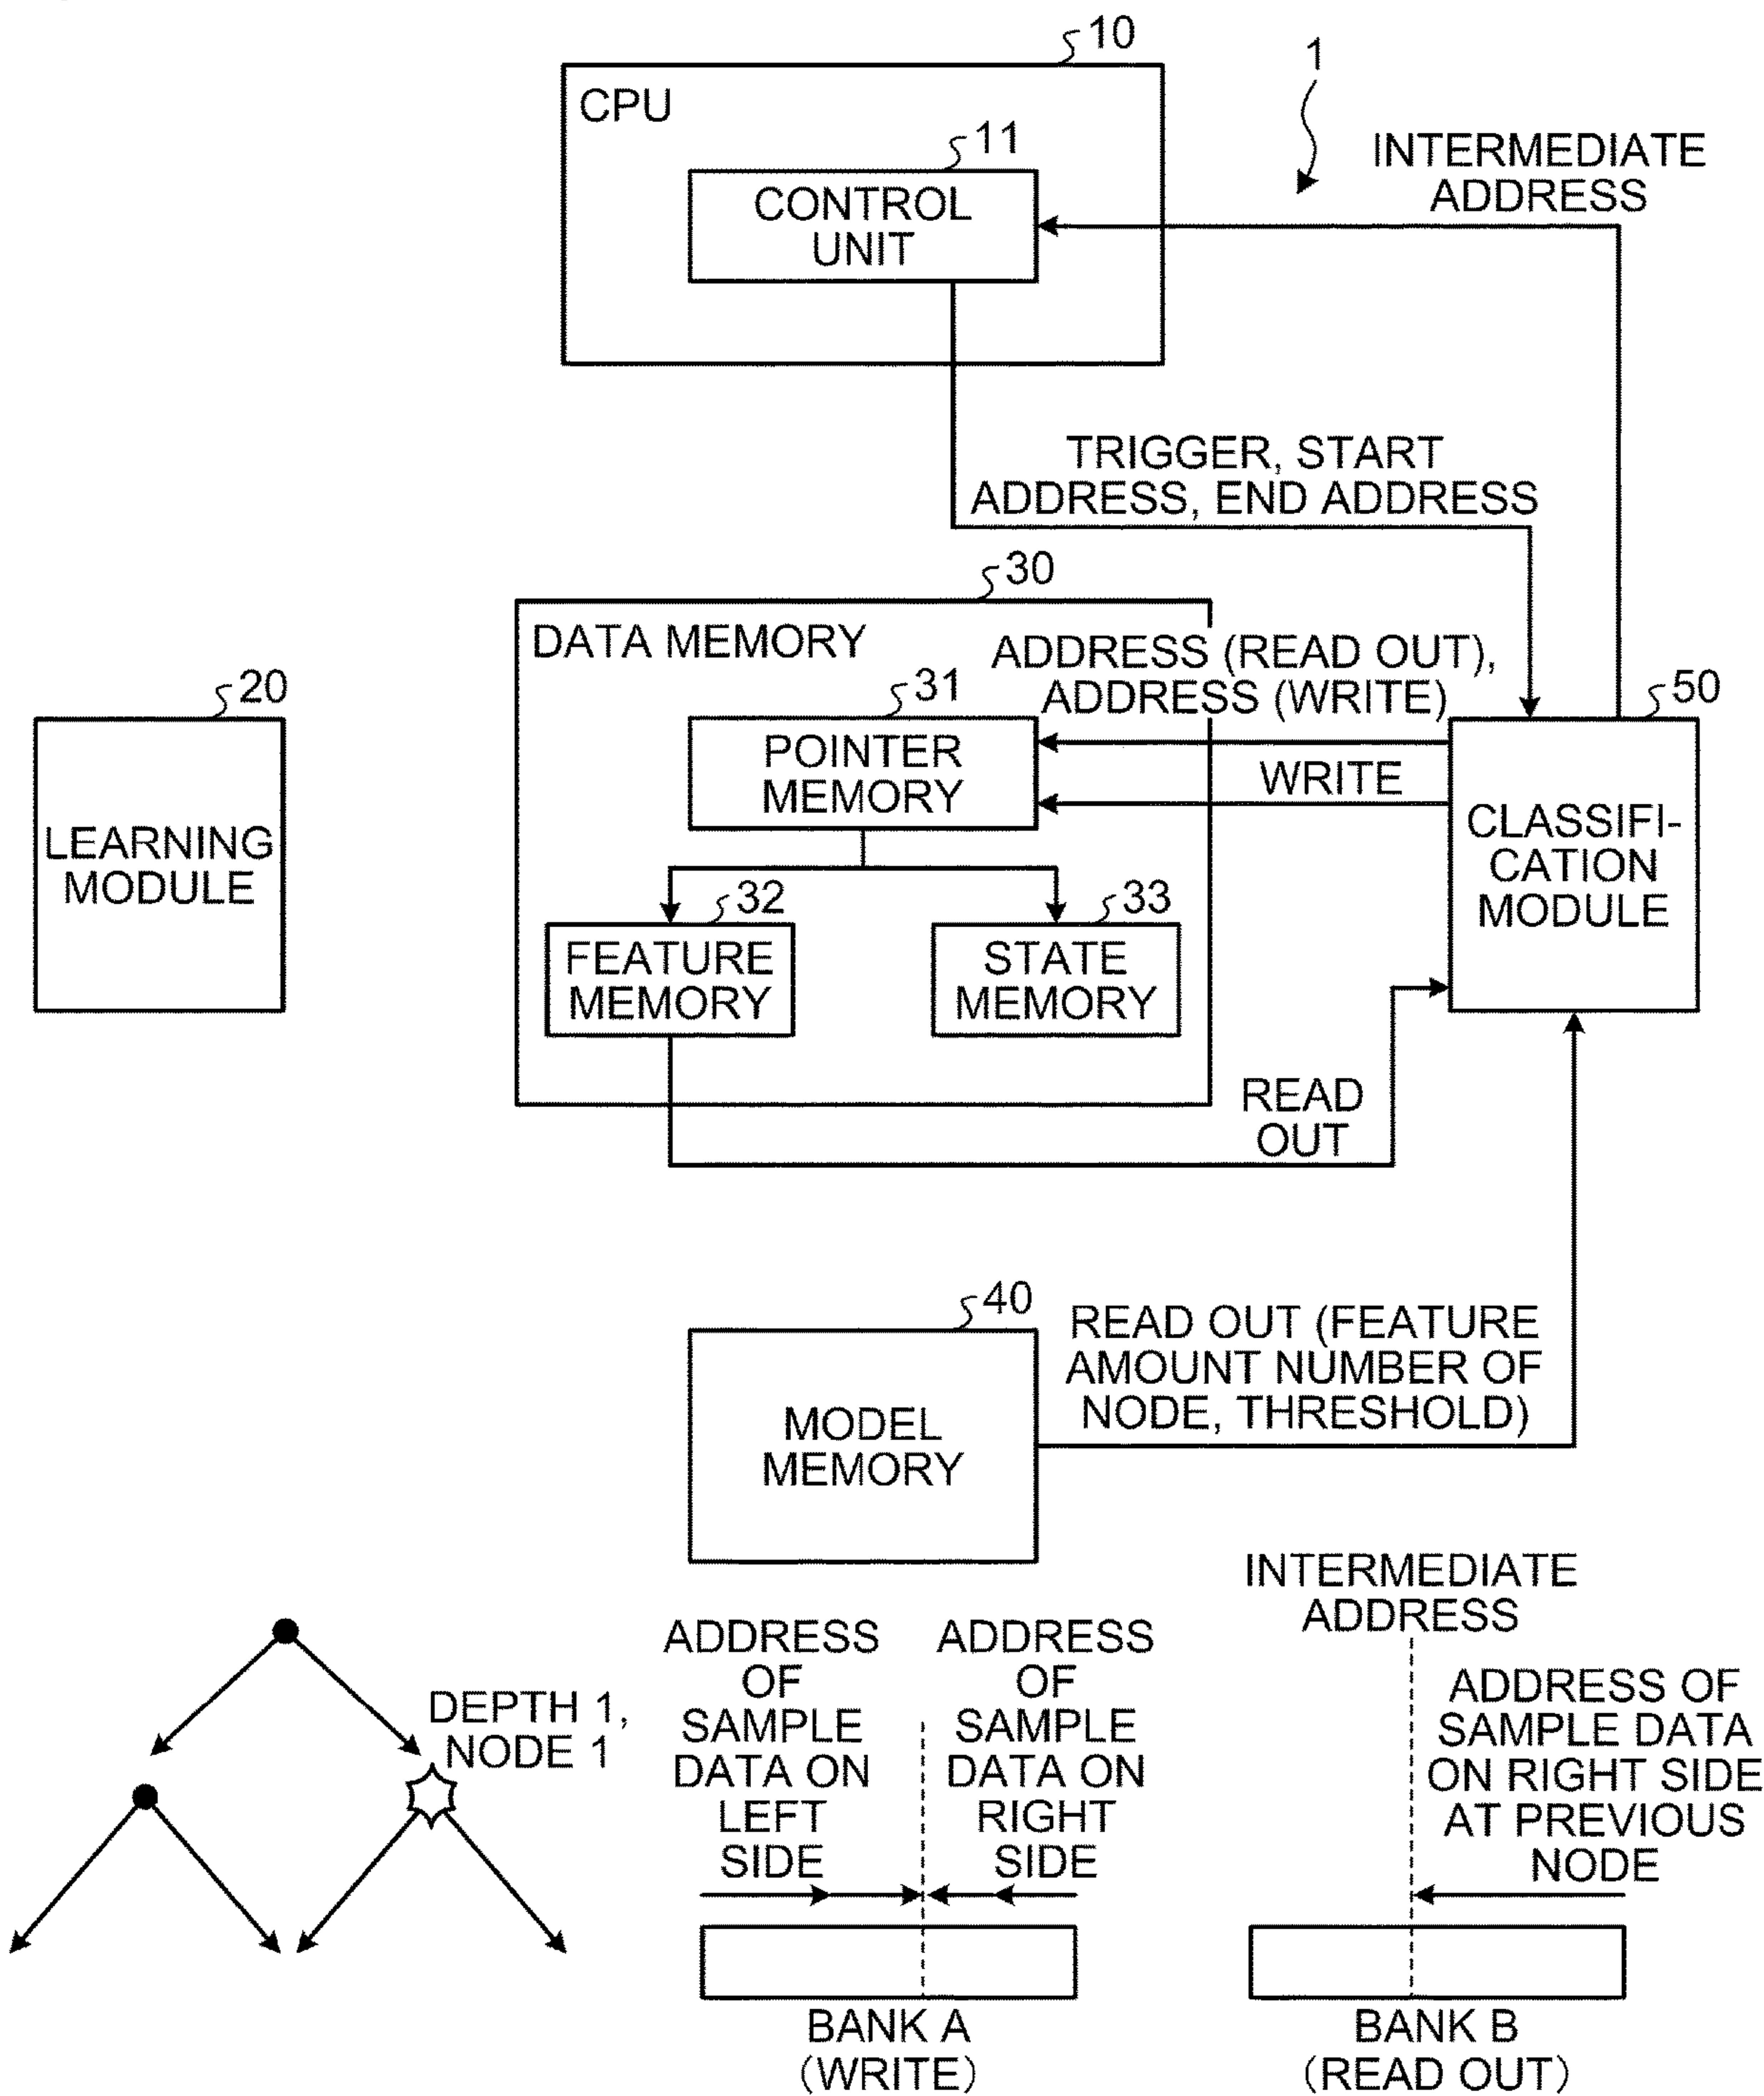 10
1
CPU
11
INTERMEDIATE
ADDRESS
CONTROL
UNIT
TRIGGER, START
ADDRESS, END ADDRESS
30
DATA MEMORY
ADDRESS (READ OUT),
ADDRESS (WRITE)
20
31
50
POINTER
MEMORY
WRITE
LEARNING
MODULE
CLASSIFI-
CATION
MODULE
32
33
FEATURE
MEMORY
STATE
MEMORY
READ
OUT
40
READ OUT (FEATURE
AMOUNT NUMBER OF
NODE, THRESHOLD)
MODEL
MEMORY
DEPTH 1,
NODE 1
ADDRESS
OF
SAMPLE
DATA ON
LEFT
SIDE
ADDRESS
OF
SAMPLE
DATA ON
RIGHT
SIDE
INTERMEDIATE
ADDRESS
ADDRESS OF
SAMPLE DATA
ON RIGHT SIDE
AT PREVIOUS
NODE
BANK A
(WRITE)
BANK B
(READ OUT)